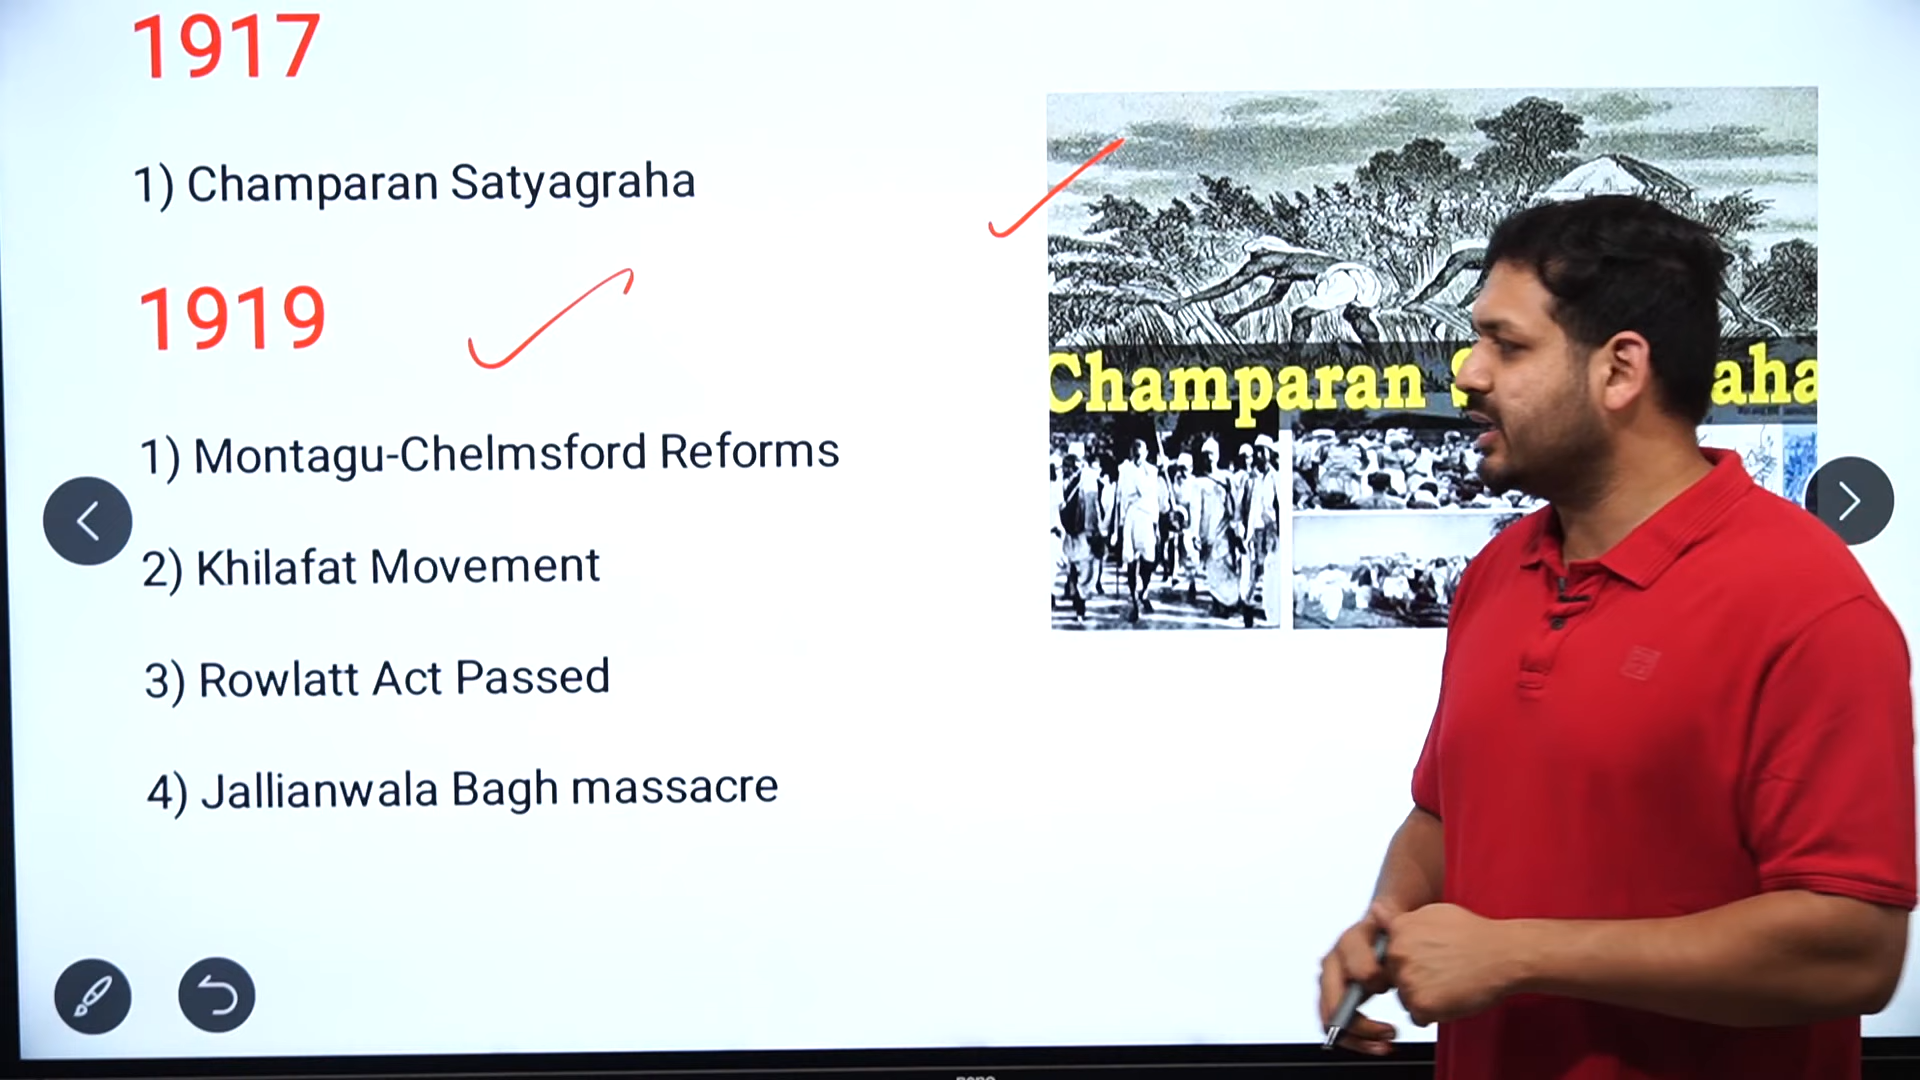 1917
1) Champaran Satyagraha
1919
1) Montagu-Chelmsford Reforms
2) Khilafat Movement
3) Rowlatt Act Passed
4) Jallianwala Bagh massacre
Champaran
aha